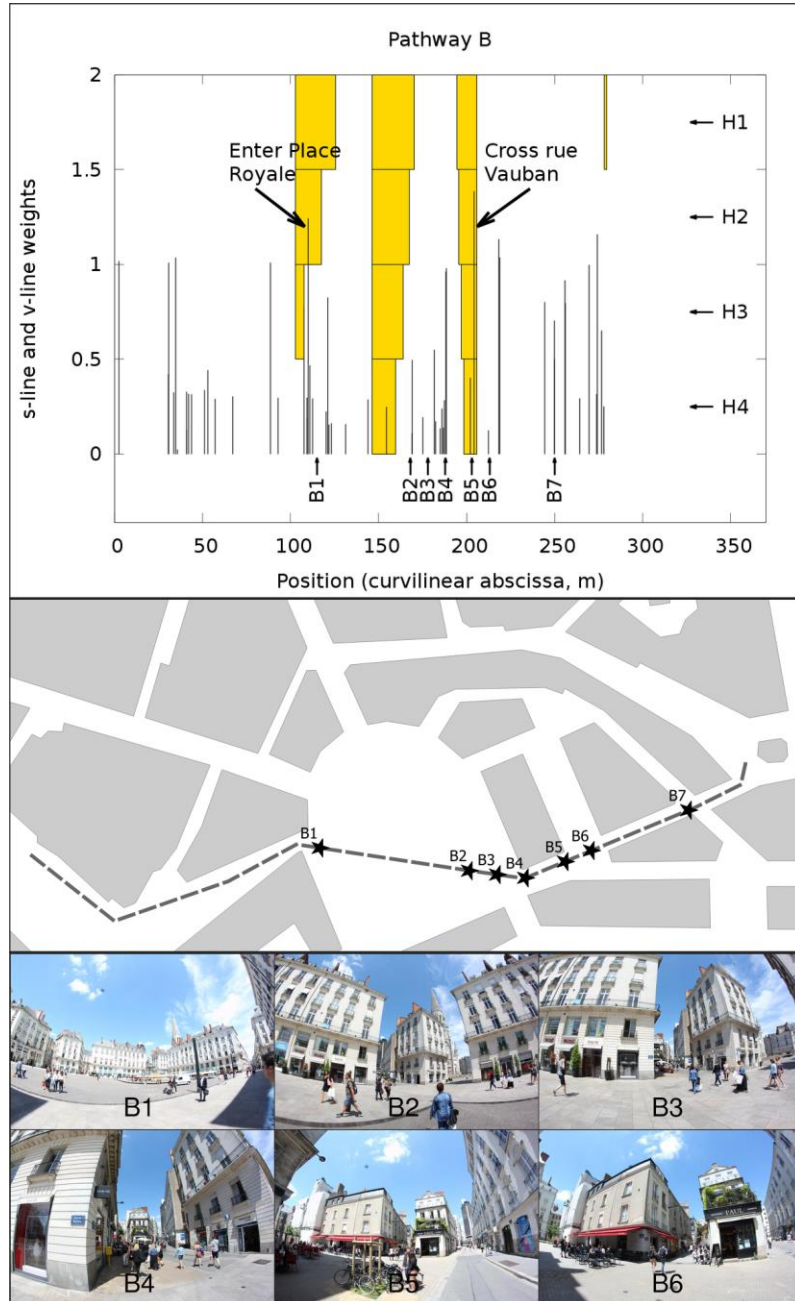 Pathway B
s-line and v-line weights
2
1.5
1
0.5
0
Enter Place
Royale
Cross rue
Vauban
H1
H2
H3
H4
B1
B2
B3
B4
B5
B6
B7
0 50 100 150 200 250 300 350
Position (curvilinear abscissa, m)
B1
B2
B3
B4
B5
B6
B7
B1
B2
B3
B4
B5
PAUL
B6